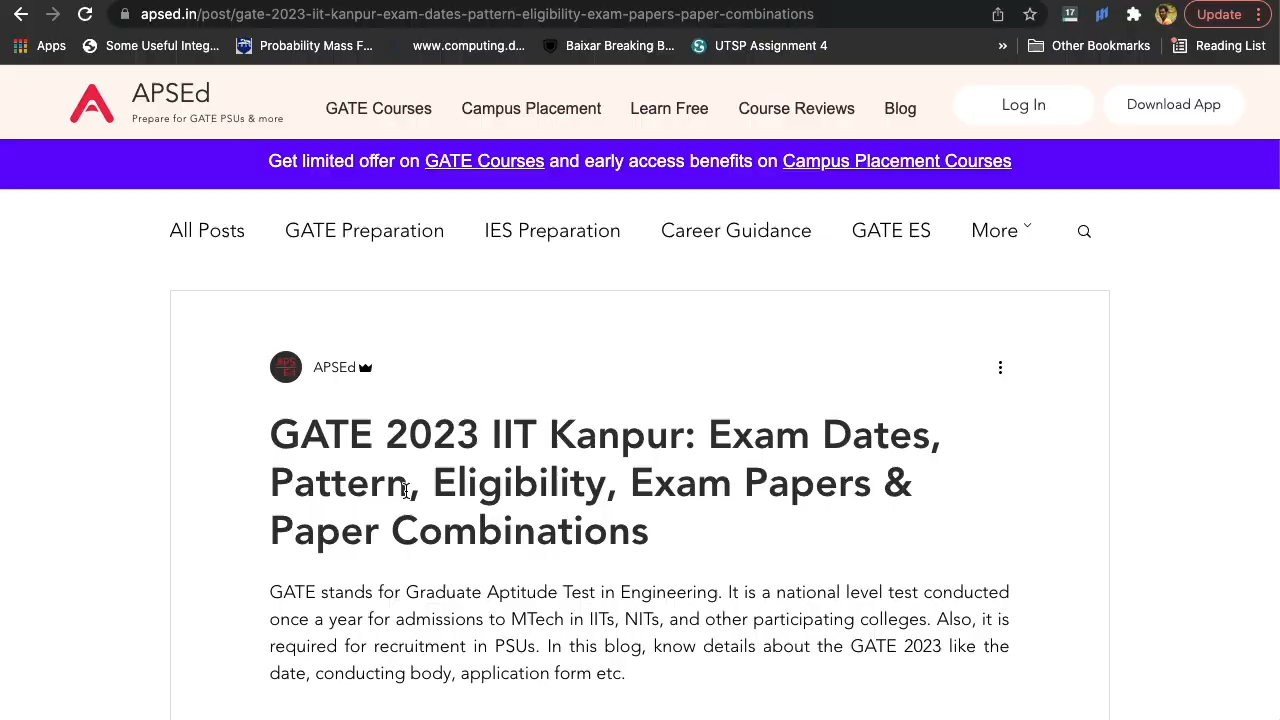 apsed.in/post/gate-2023-iit-kanpur-exam-dates-pattern-eligibility-exam-papers-paper-combinations
17
Update
Apps Some Useful Integ... Probability Mass F... www.computing.d... Baixar Breaking B... UTSP Assignment 4 » Other Bookmarks Reading List
APSEd
Prepare for GATE PSUs & more
GATE Courses Campus Placement Learn Free Course Reviews Blog Log In Download App
Get limited offer on GATE Courses and early access benefits on Campus Placement Courses
All Posts GATE Preparation IES Preparation Career Guidance GATE ES More
APS Ed
APSEd
GATE 2023 IIT Kanpur: Exam Dates,
Pattern, Eligibility, Exam Papers &
Paper Combinations
GATE stands for Graduate Aptitude Test in Engineering. It is a national level test conducted
once a year for admissions to MTech in IITs, NITs, and other participating colleges. Also, it is
required for recruitment in PSUs. In this blog, know details about the GATE 2023 like the
date, conducting body, application form etc.